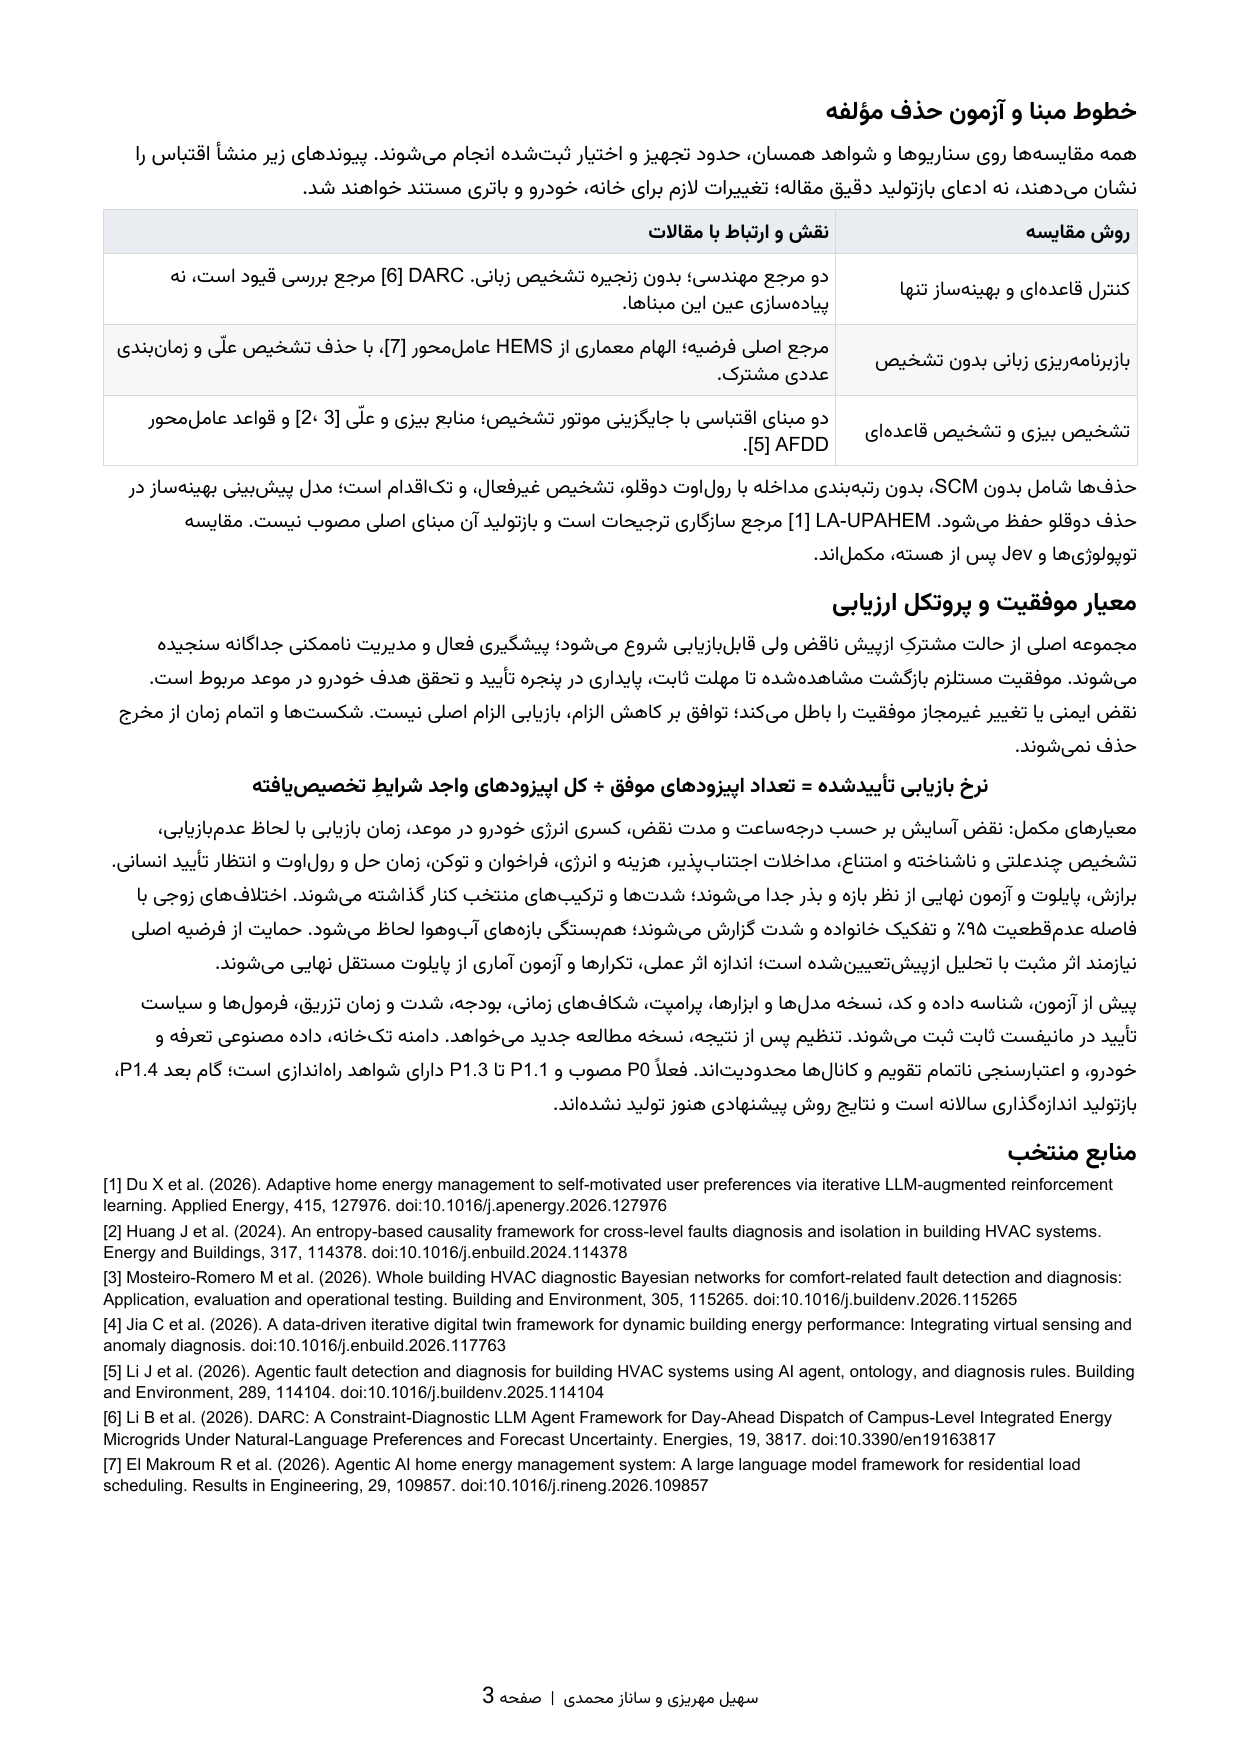 خطوط مبنا و آزمون حذف مؤلفه
همه مقایسه‌ها روی سناریوها و شواهد همسان، حدود تجهیز و اختیار ثبت‌شده انجام می‌شوند. پیوندهای زیر منشأ اقتباس را
نشان می‌دهند، نه ادعای بازتولید دقیق مقاله؛ تغییرات لازم برای خانه، خودرو و باتری مستند خواهند شد.
روش مقایسه
نقش و ارتباط با مقالات
کنترل قاعده‌ای و بهینه‌ساز تنها
دو مرجع مهندسی؛ بدون زنجیره تشخیص زبانی. DARC [6] مرجع بررسی قیود است، نه
پیاده‌سازی عین این مبناها.
بازبرنامه‌ریزی زبانی بدون تشخیص
مرجع اصلی فرضیه؛ الهام معماری از HEMS عامل‌محور [7]، با حذف تشخیص علّی و زمان‌بندی
عددی مشترک.
تشخیص بیزی و تشخیص قاعده‌ای
دو مبنای اقتباسی با جایگزینی موتور تشخیص؛ منابع بیزی و علّی [2، 3] و قواعد عامل‌محور
AFDD [5].
حذف‌ها شامل بدون SCM، بدون رتبه‌بندی مداخله با رول‌اوت دوقلو، تشخیص غیرفعال، و تک‌اقدام است؛ مدل پیش‌بینی بهینه‌ساز در
حذف دوقلو حفظ می‌شود. LA-UPAHEM [1] مرجع سازگاری ترجیحات است و بازتولید آن مبنای اصلی مصوب نیست. مقایسه
توپولوژی‌ها و Jev پس از هسته، مکمل‌اند.
معیار موفقیت و پروتکل ارزیابی
مجموعه اصلی از حالت مشترکِ ازپیش ناقض ولی قابل‌بازیابی شروع می‌شود؛ پیشگیری فعال و مدیریت ناممکنی جداگانه سنجیده
می‌شوند. موفقیت مستلزم بازگشت مشاهده‌شده تا مهلت ثابت، پایداری در پنجره تأیید و تحقق هدف خودرو در موعد مربوط است.
نقض ایمنی یا تغییر غیرمجاز موفقیت را باطل می‌کند؛ توافق بر کاهش الزام، بازیابی الزام اصلی نیست. شکست‌ها و اتمام زمان از مخرج
حذف نمی‌شوند.
نرخ بازیابی تأییدشده = تعداد اپیزودهای موفق ÷ کل اپیزودهای واجد شرایطِ تخصیص‌یافته
معیارهای مکمل: نقض آسایش بر حسب درجه‌ساعت و مدت نقض، کسری انرژی خودرو در موعد، زمان بازیابی با لحاظ عدم‌بازیابی،
تشخیص چندعلتی و ناشناخته و امتناع، مداخلات اجتناب‌پذیر، هزینه و انرژی، فراخوان و توکن، زمان حل و رول‌اوت و انتظار تأیید انسانی.
برازش، پایلوت و آزمون نهایی از نظر بازه و بذر جدا می‌شوند؛ شدت‌ها و ترکیب‌های منتخب کنار گذاشته می‌شوند. اختلاف‌های زوجی با
فاصله عدم‌قطعیت ۹۵٪ و تفکیک خانواده و شدت گزارش می‌شوند؛ هم‌بستگی بازه‌های آب‌وهوا لحاظ می‌شود. حمایت از فرضیه اصلی
نیازمند اثر مثبت با تحلیل ازپیش‌تعیین‌شده است؛ اندازه اثر عملی، تکرارها و آزمون آماری از پایلوت مستقل نهایی می‌شوند.
پیش از آزمون، شناسه داده و کد، نسخه مدل‌ها و ابزارها، پرامپت، شکاف‌های زمانی، بودجه، شدت و زمان تزریق، فرمول‌ها و سیاست
تأیید در مانیفست ثابت ثبت می‌شوند. تنظیم پس از نتیجه، نسخه مطالعه جدید می‌خواهد. دامنه تک‌خانه، داده مصنوعی تعرفه و
خودرو، و اعتبارسنجی ناتمام تقویم و کانال‌ها محدودیت‌اند. فعلاً P0 مصوب و P1.1 تا P1.3 دارای شواهد راه‌اندازی است؛ گام بعد P1.4،
بازتولید اندازه‌گذاری سالانه است و نتایج روش پیشنهادی هنوز تولید نشده‌اند.
منابع منتخب
[1] Du X et al. (2026). Adaptive home energy management to self-motivated user preferences via iterative LLM-augmented reinforcement
learning. Applied Energy, 415, 127976. doi:10.1016/j.apenergy.2026.127976
[2] Huang J et al. (2024). An entropy-based causality framework for cross-level faults diagnosis and isolation in building HVAC systems.
Energy and Buildings, 317, 114378. doi:10.1016/j.enbuild.2024.114378
[3] Mosteiro-Romero M et al. (2026). Whole building HVAC diagnostic Bayesian networks for comfort-related fault detection and diagnosis:
Application, evaluation and operational testing. Building and Environment, 305, 115265. doi:10.1016/j.buildenv.2026.115265
[4] Jia C et al. (2026). A data-driven iterative digital twin framework for dynamic building energy performance: Integrating virtual sensing and
anomaly diagnosis. doi:10.1016/j.enbuild.2026.117763
[5] Li J et al. (2026). Agentic fault detection and diagnosis for building HVAC systems using AI agent, ontology, and diagnosis rules. Building
and Environment, 289, 114104. doi:10.1016/j.buildenv.2025.114104
[6] Li B et al. (2026). DARC: A Constraint-Diagnostic LLM Agent Framework for Day-Ahead Dispatch of Campus-Level Integrated Energy
Microgrids Under Natural-Language Preferences and Forecast Uncertainty. Energies, 19, 3817. doi:10.3390/en19163817
[7] El Makroum R et al. (2026). Agentic AI home energy management system: A large language model framework for residential load
scheduling. Results in Engineering, 29, 109857. doi:10.1016/j.rineng.2026.109857
سهیل مهریزی و ساناز محمدی | صفحه 3